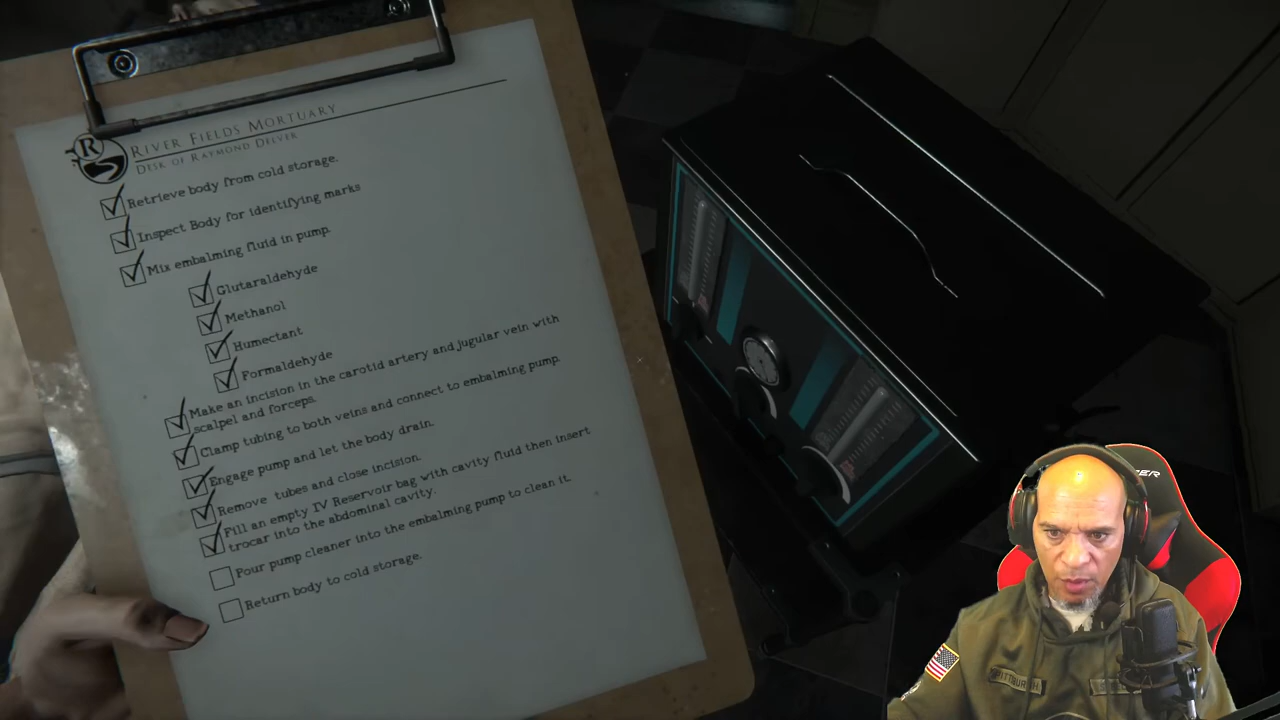 RIVER FIELDS MORTUARY
DESK OF RAYMOND DELVER
R
Retrieve body from cold storage.
Inspect Body for identifying marks
Mix embalming fluid in pump.
Glutaraldehyde
Methanol
Humectant
Formaldehyde
Make an incision in the carotid artery and jugular vein with
scalpel and forceps.
Clamp tubing to both veins and connect to embalming pump.
Engage pump and let the body drain.
Remove tubes and close incision.
Fill an empty IV Reservoir bag with cavity fluid then insert
trocar into the abdominal cavity.
Pour pump cleaner into the embalming pump to clean it.
Return body to cold storage.
PITTSBURGH